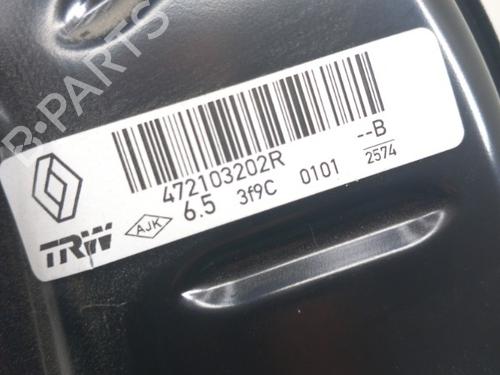 B-PARTS
472103202R
--B
2574
6.5 3f9C 0101
AJK
TRW